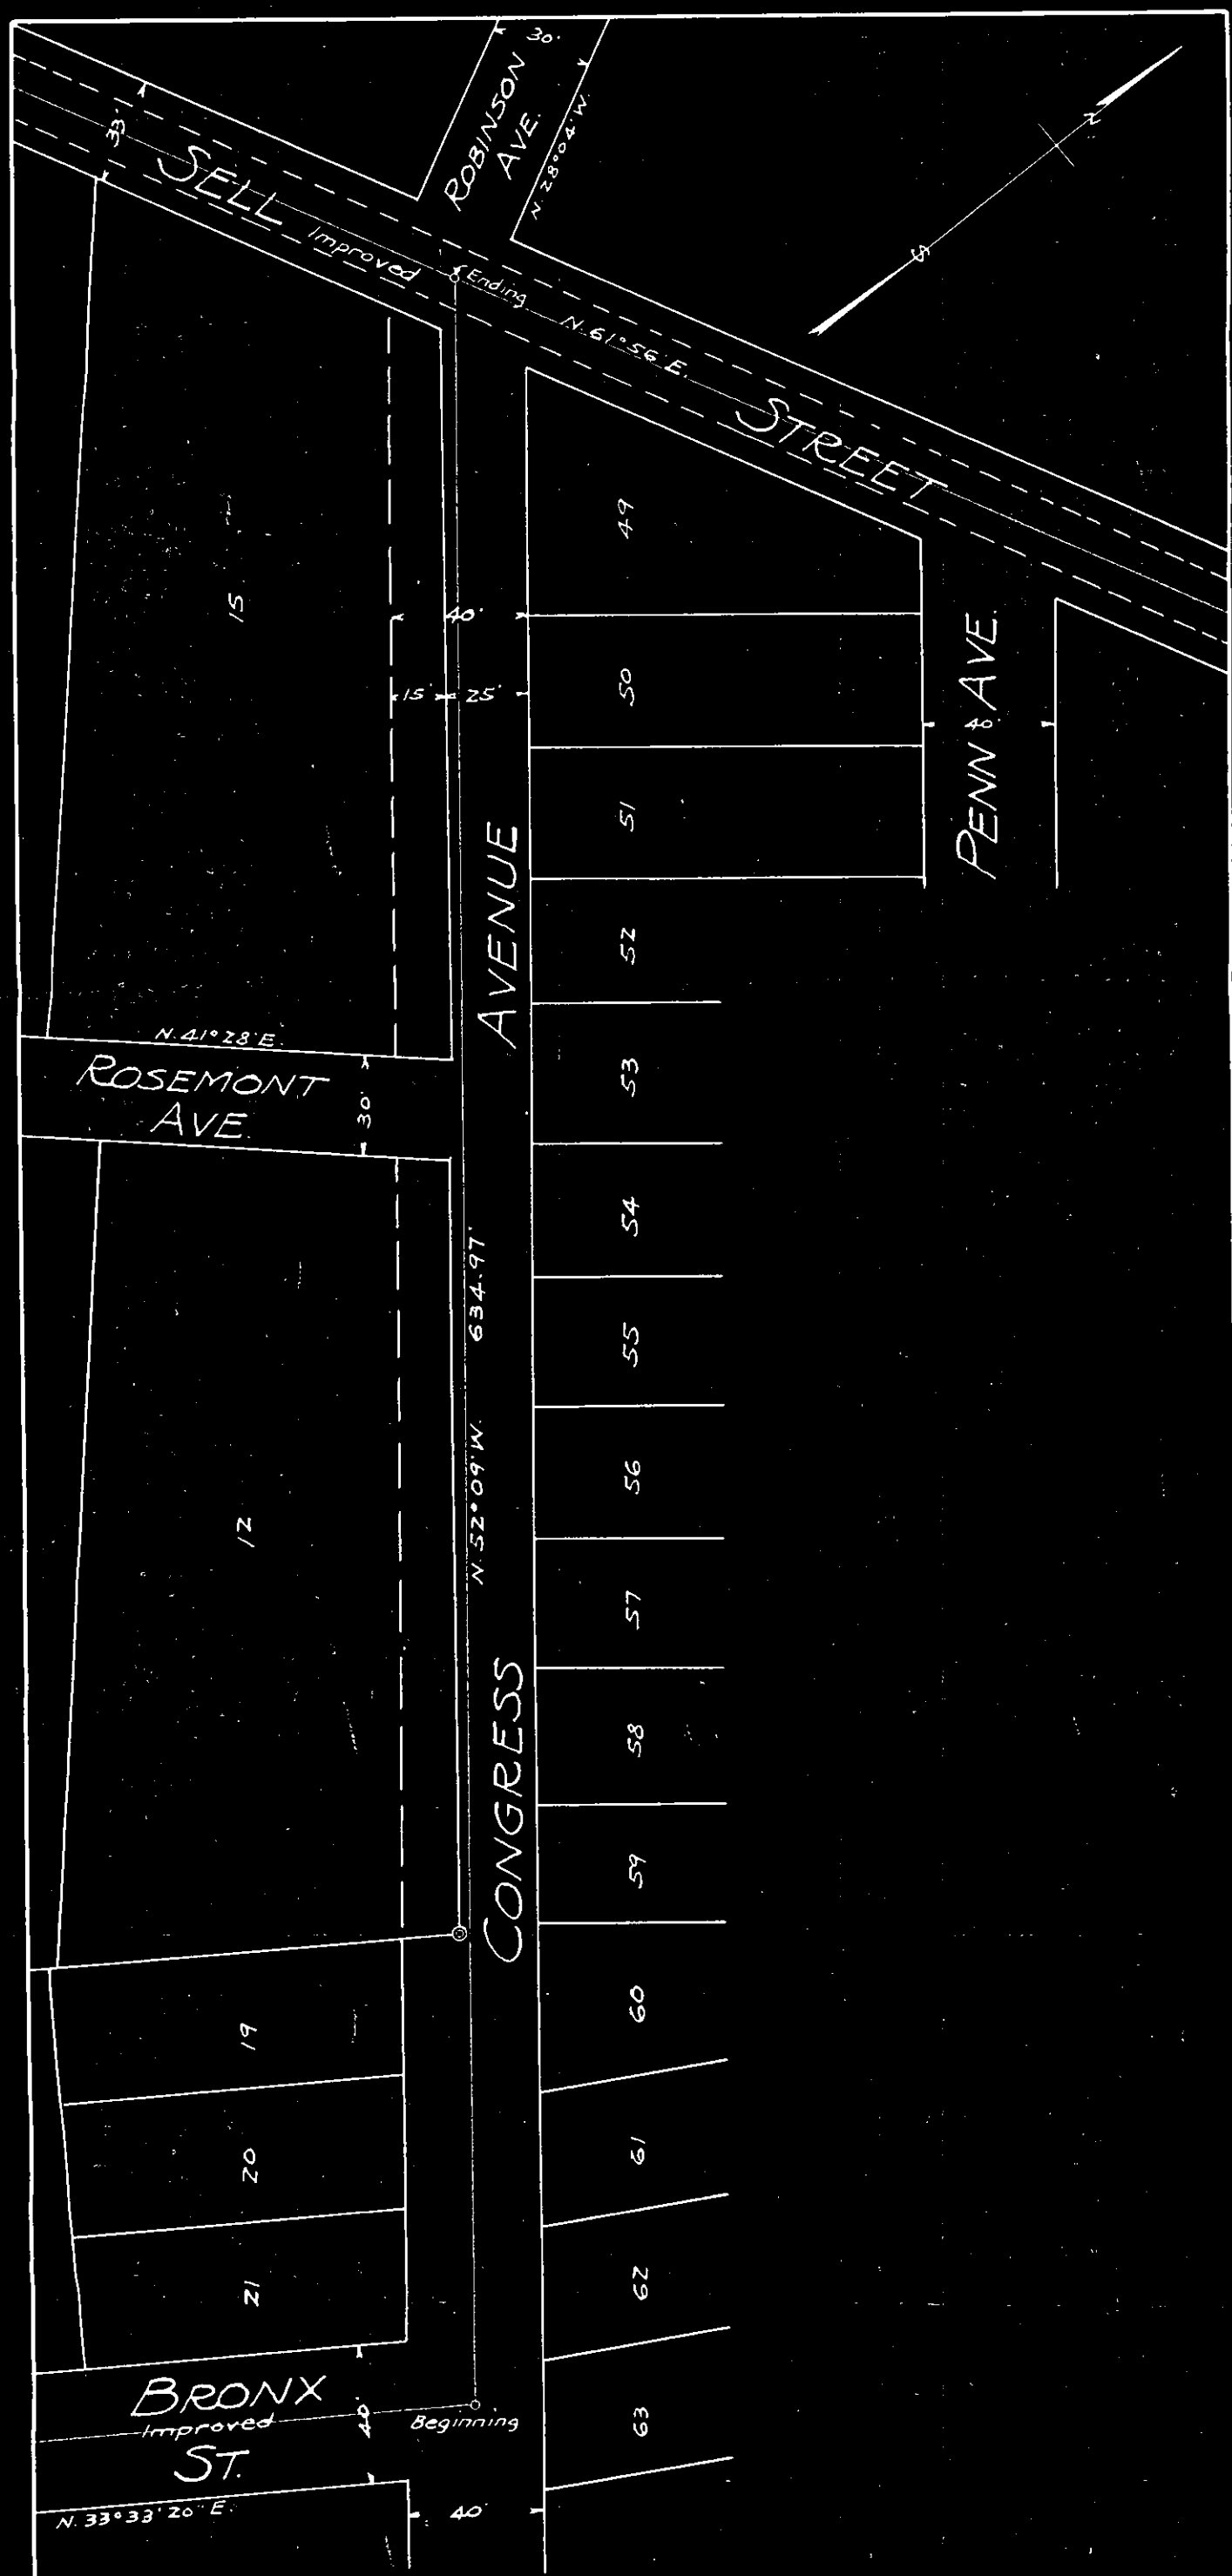 30'
ROBINSON
AVE.
N. 28°04' W.
33'
SELL
Improved
N
S
℄ Ending
N. 61°56' E.
STREET
49
15
40'
50
15' 25'
PENN'A AVE.
40'
51
AVENUE
52
N. 41°28' E.
ROSEMONT
AVE.
30'
53
54
634.97'
55
N. 52°09' W.
56
12
57
CONGRESS
58
59
60
19
61
20
62
21
BRONX
Improved
ST.
40'
Beginning
63
N. 33°33'20" E.
40'